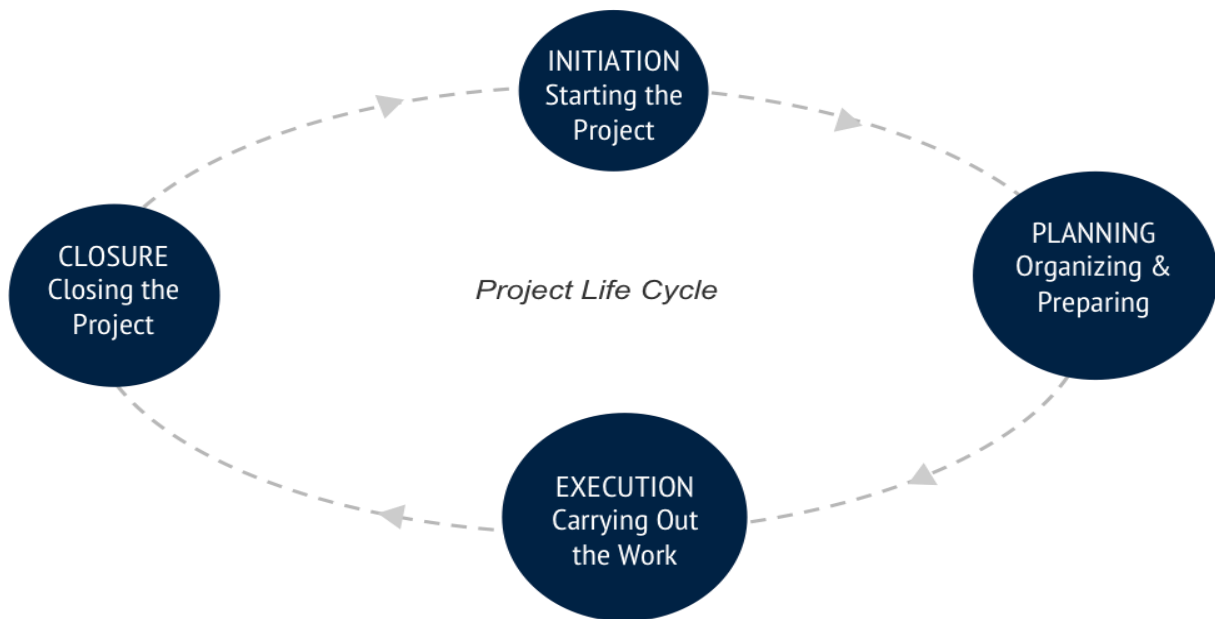 INITIATION
Starting the
Project
PLANNING
Organizing &
Preparing
CLOSURE
Closing the
Project
Project Life Cycle
EXECUTION
Carrying Out
the Work